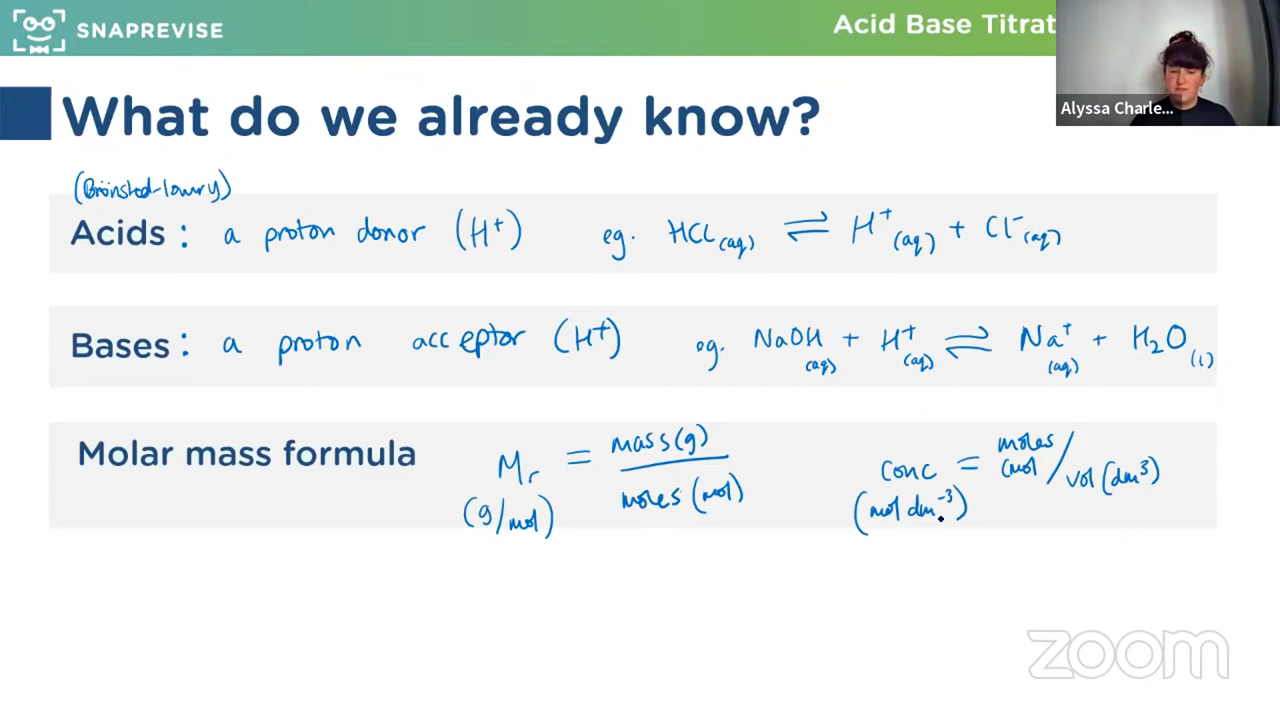 SNAPREVISE
Acid Base Titrat
Alyssa Charle...
What do we already know?
(Brönsted-lowry)
Acids : a proton donor (H⁺) eg. HCl(aq) ⇌ H⁺(aq) + Cl⁻(aq)
Bases : a proton acceptor (H⁺) eg. NaOH(aq) + H⁺(aq) ⇌ Na⁺(aq) + H₂O(l)
Molar mass formula Mr (g/mol) = mass(g) / moles (mol) conc (mol dm⁻³) = moles (mol / vol (dm³)
zoom